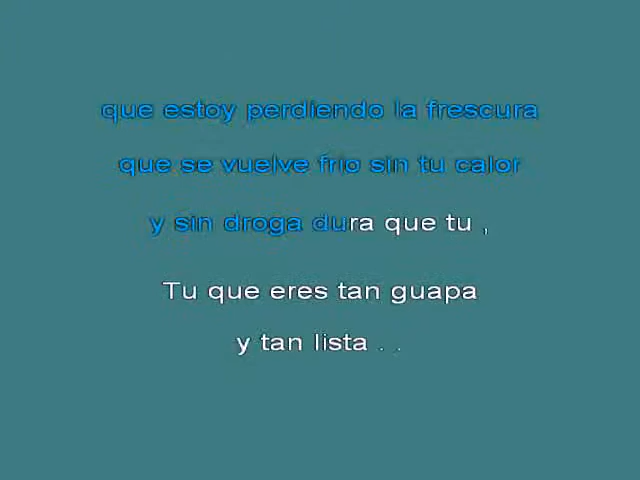 que estoy perdiendo la frescura
que se vuelve frio sin tu calor
y sin droga dura que tu ,
Tu que eres tan guapa
y tan lista . .